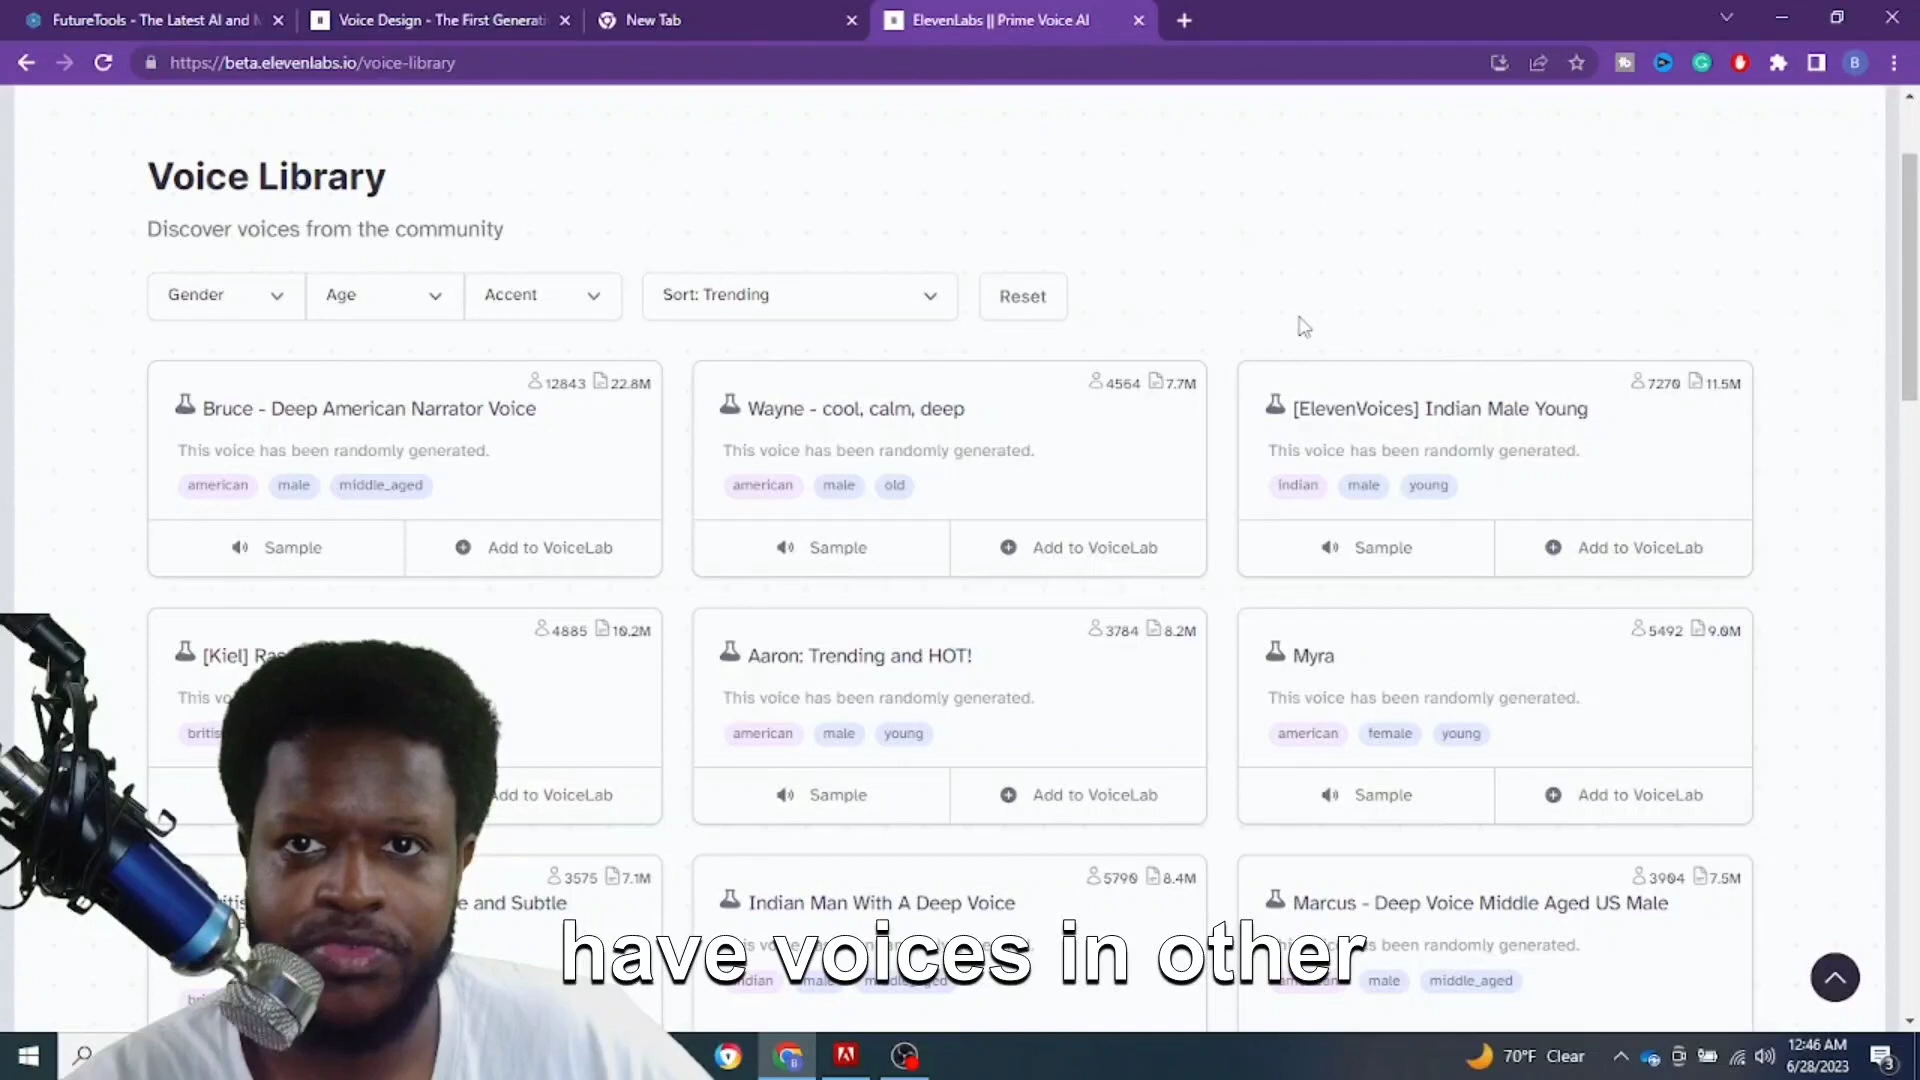 FutureTools - The Latest AI and
Voice Design - The First Generati
New Tab
ElevenLabs || Prime Voice AI
https://beta.elevenlabs.io/voice-library
B
Voice Library
Discover voices from the community
Gender
Age
Accent
Sort: Trending
Reset
12843 22.8M
Bruce - Deep American Narrator Voice
This voice has been randomly generated.
american male middle_aged
Sample
Add to VoiceLab
4564 7.7M
Wayne - cool, calm, deep
This voice has been randomly generated.
american male old
Sample
Add to VoiceLab
7270 11.5M
[ElevenVoices] Indian Male Young
This voice has been randomly generated.
indian male young
Sample
Add to VoiceLab
4885 10.2M
[Kiel]
This
Add to VoiceLab
3784 8.2M
Aaron: Trending and HOT!
This voice has been randomly generated.
american male young
Sample
Add to VoiceLab
5492 9.0M
Myra
This voice has been randomly generated.
american female young
Sample
Add to VoiceLab
3575 7.1M
and Subtle
5790 8.4M
Indian Man With A Deep Voice
3904 7.5M
Marcus - Deep Voice Middle Aged US Male
been randomly generated.
male middle_aged
have voices in other
70°F Clear
12:46 AM
6/28/2023
3